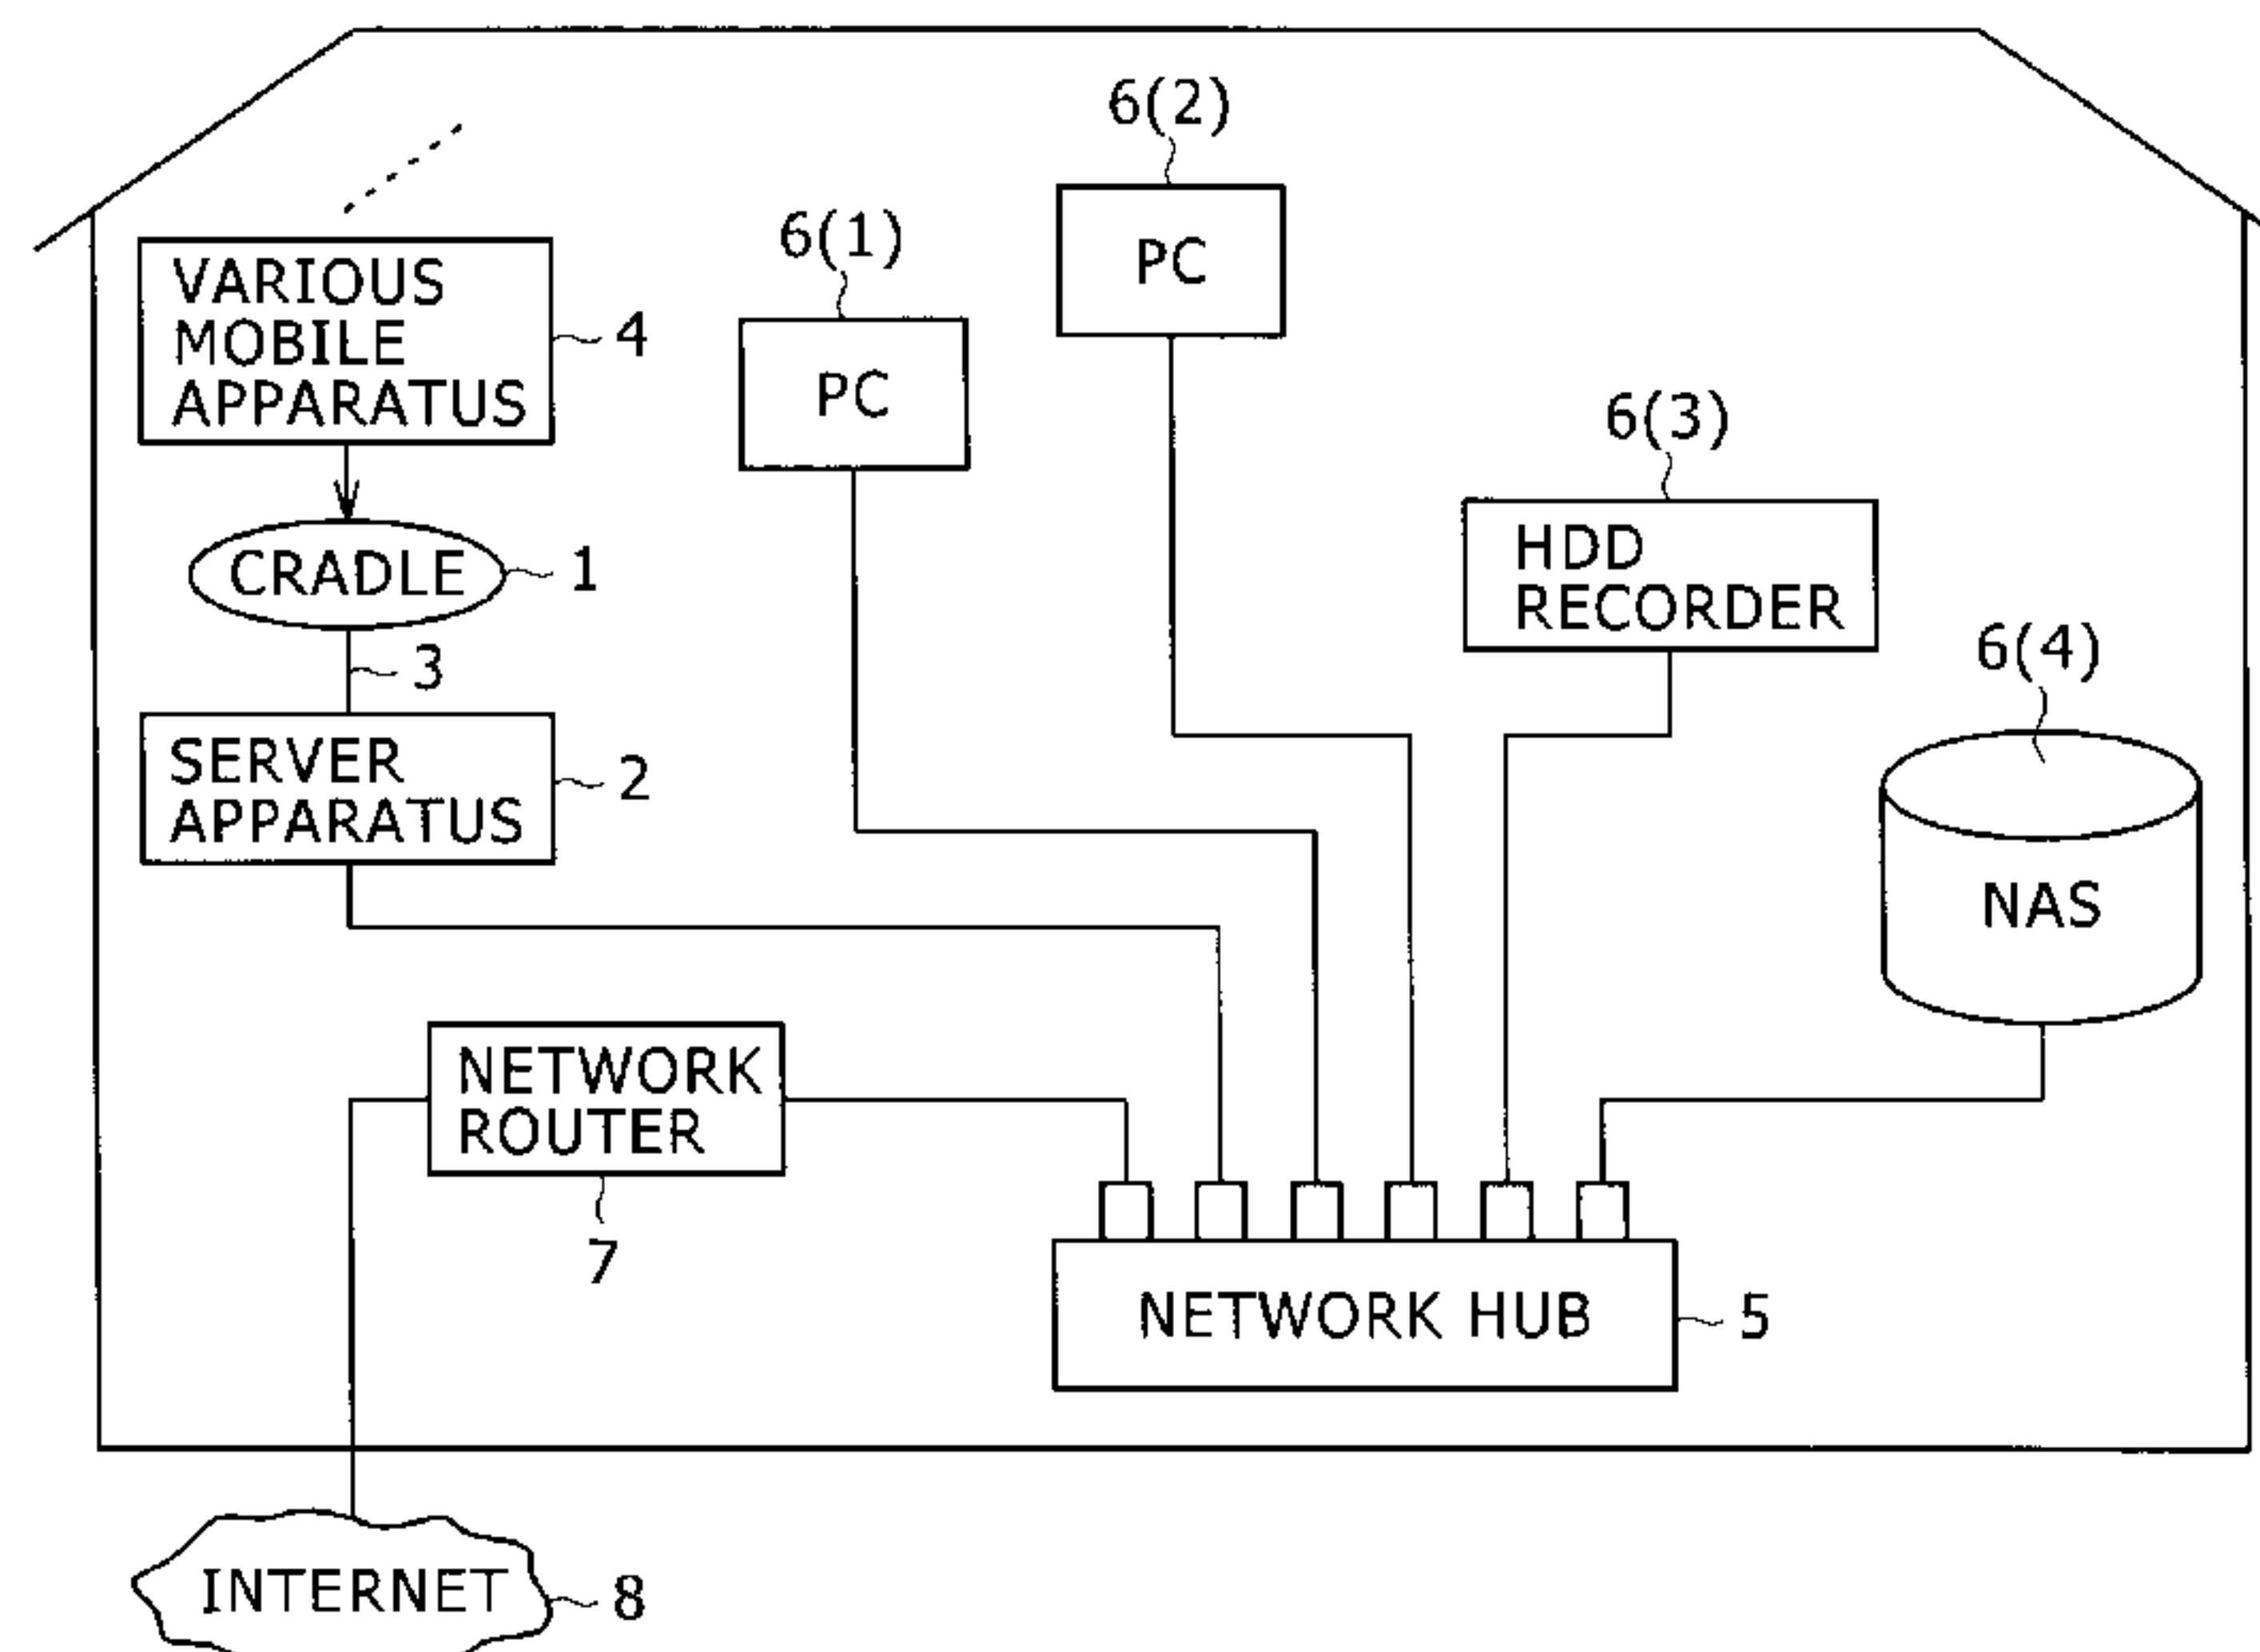 6(2)
PC
6(1)
PC
VARIOUS
MOBILE
APPARATUS
4
6(3)
HDD
RECORDER
CRADLE
1
3
6(4)
NAS
SERVER
APPARATUS
2
NETWORK
ROUTER
7
NETWORK HUB
5
INTERNET
8